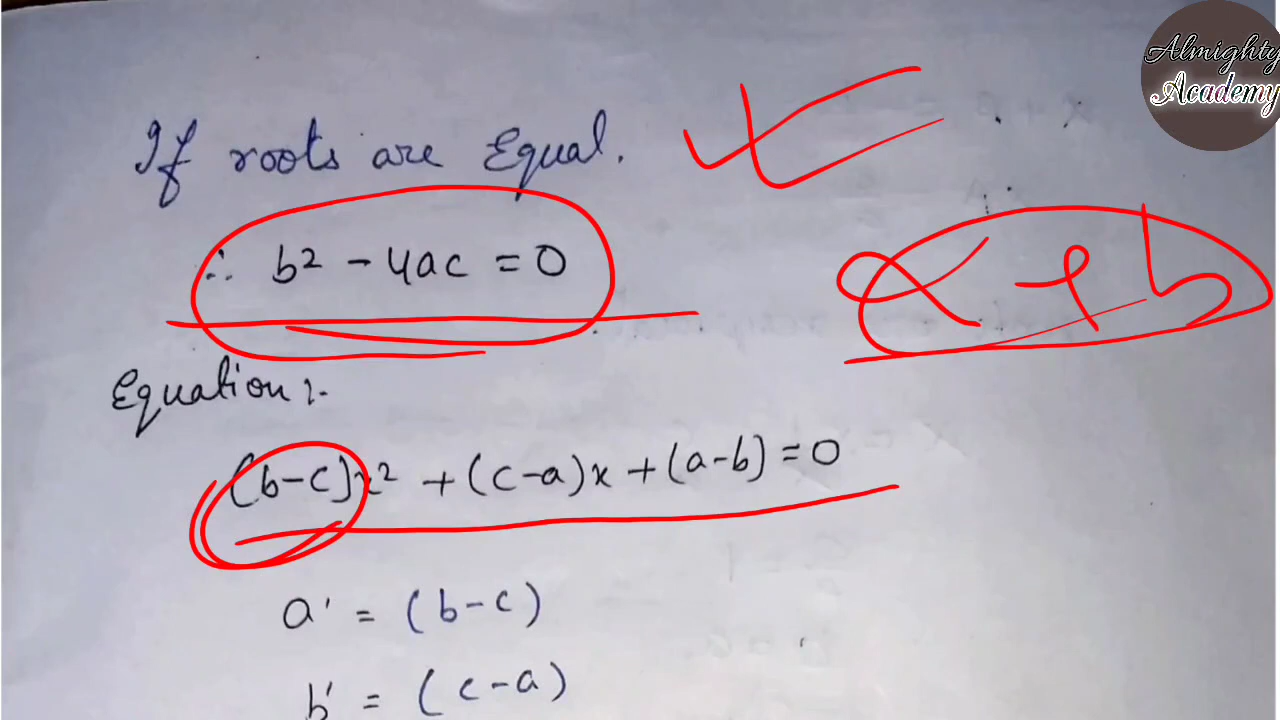 Almighty
Academy
If roots are Equal.
∴ b² - 4ac = 0
Equation :-
(b-c)x² + (c-a)x + (a-b) = 0
a' = (b-c)
b' = (c-a)